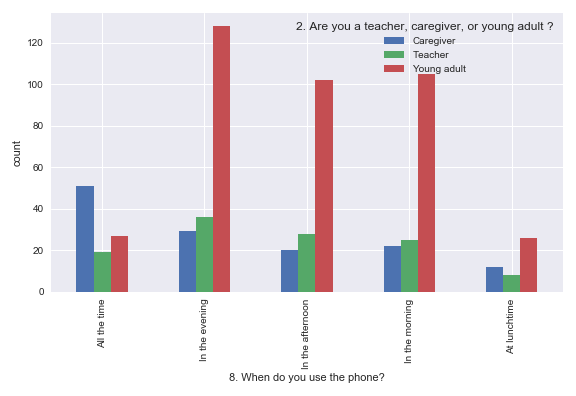 2. Are you a teacher, caregiver, or young adult ?
Caregiver
Teacher
Young adult
count
120
100
80
60
40
20
0
All the time
In the evening
In the afternoon
In the morning
At lunchtime
8. When do you use the phone?